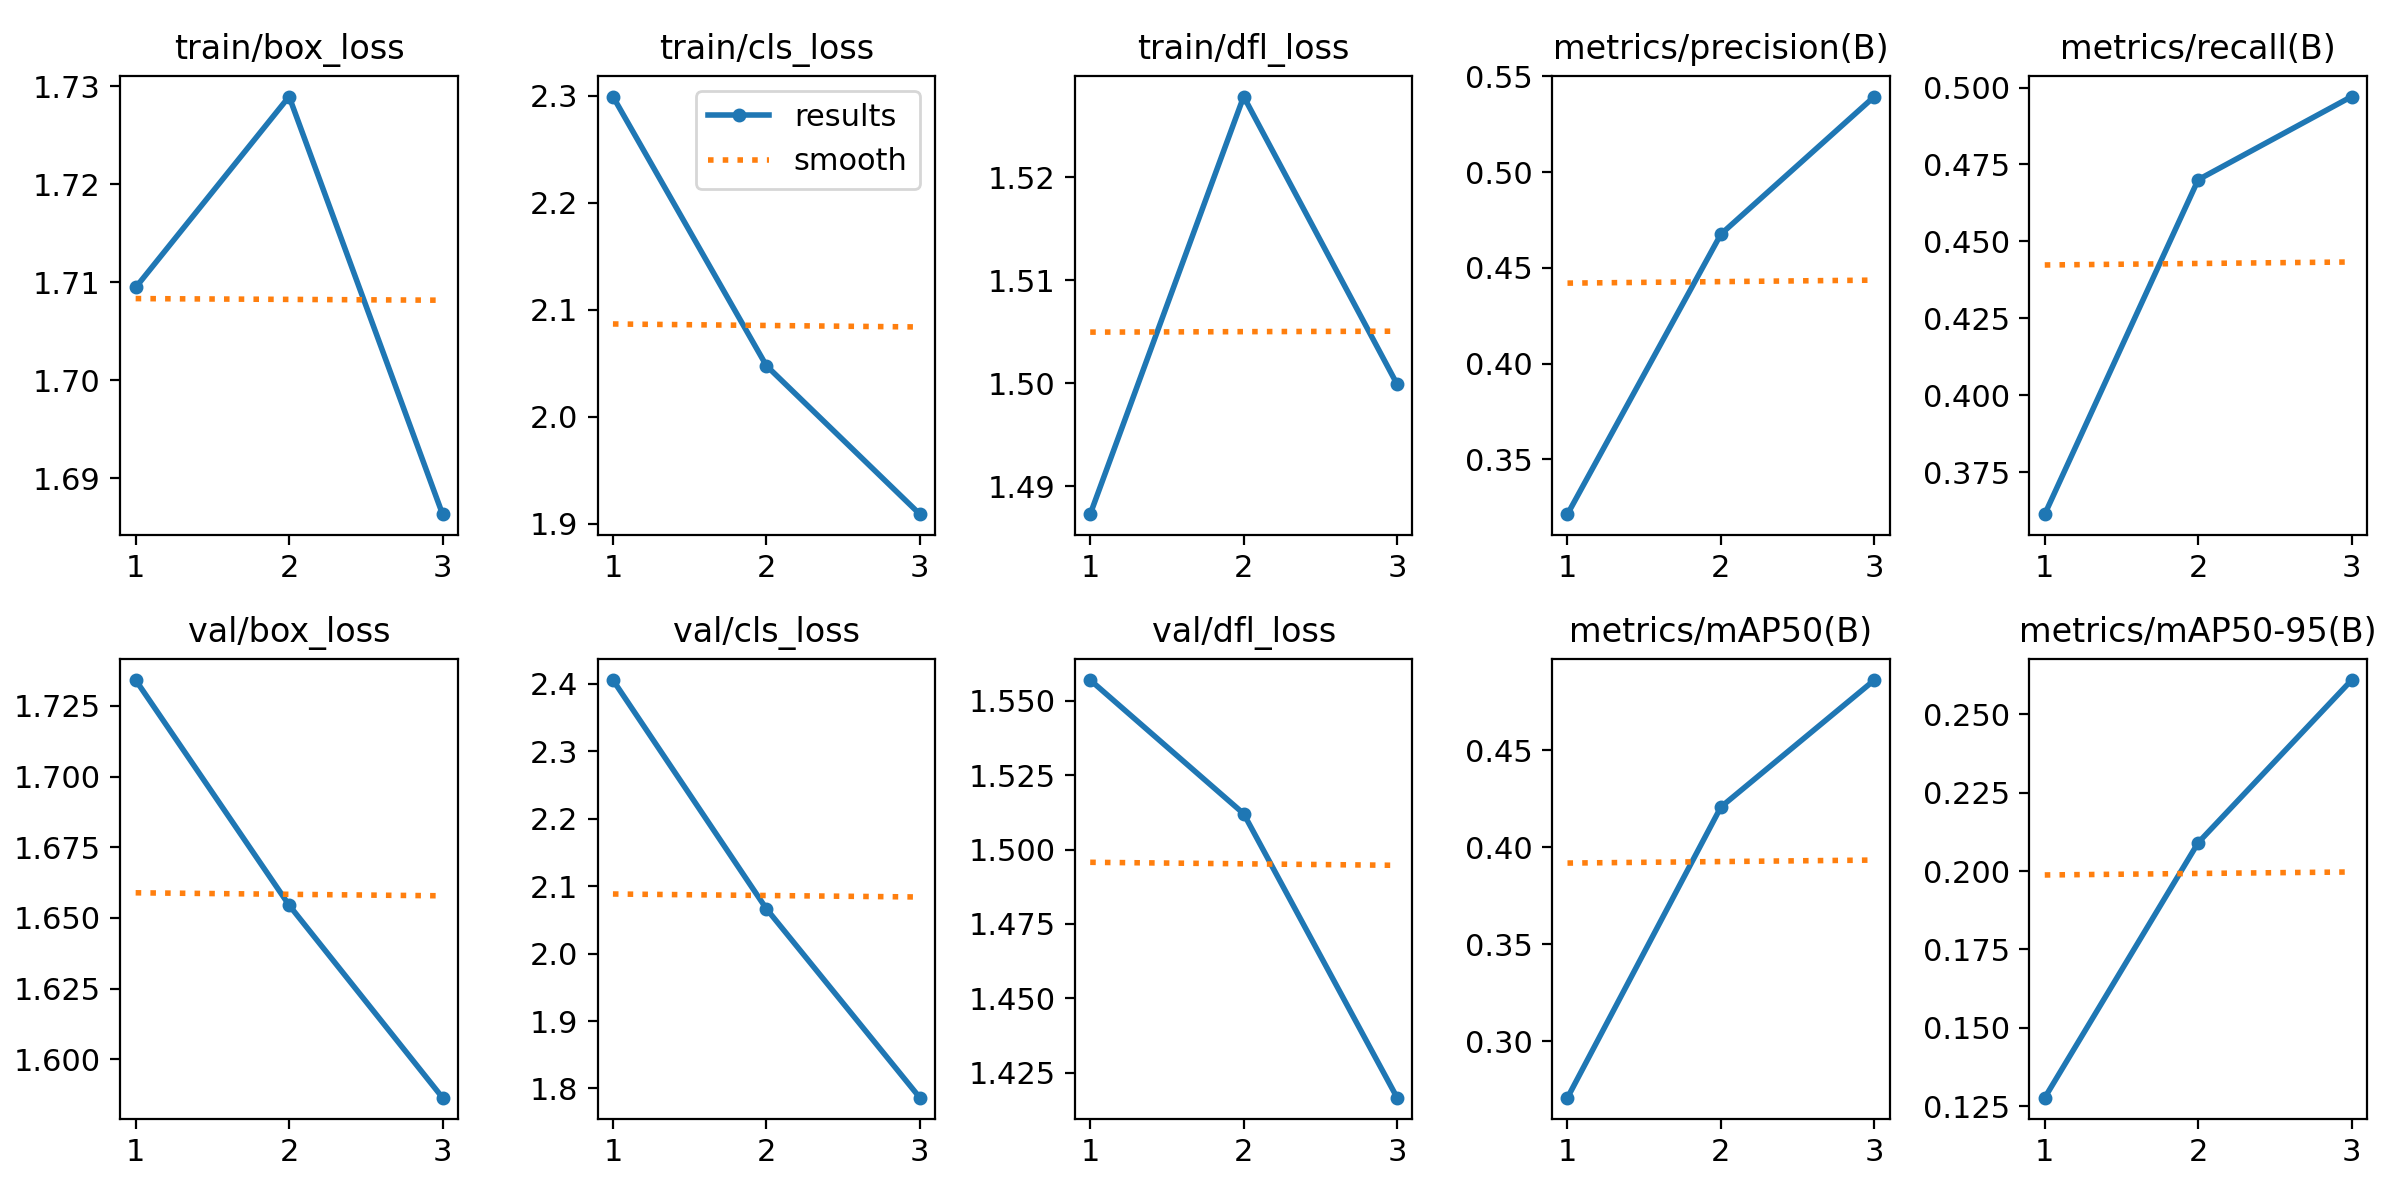 train/box_loss
1.73
1.72
1.71
1.70
1.69
1 2 3
train/cls_loss
results
smooth
2.3
2.2
2.1
2.0
1.9
1 2 3
train/dfl_loss
1.52
1.51
1.50
1.49
1 2 3
metrics/precision(B)
0.55
0.50
0.45
0.40
0.35
1 2 3
metrics/recall(B)
0.500
0.475
0.450
0.425
0.400
0.375
1 2 3
val/box_loss
1.725
1.700
1.675
1.650
1.625
1.600
1 2 3
val/cls_loss
2.4
2.3
2.2
2.1
2.0
1.9
1.8
1 2 3
val/dfl_loss
1.550
1.525
1.500
1.475
1.450
1.425
1 2 3
metrics/mAP50(B)
0.45
0.40
0.35
0.30
1 2 3
metrics/mAP50-95(B)
0.250
0.225
0.200
0.175
0.150
0.125
1 2 3